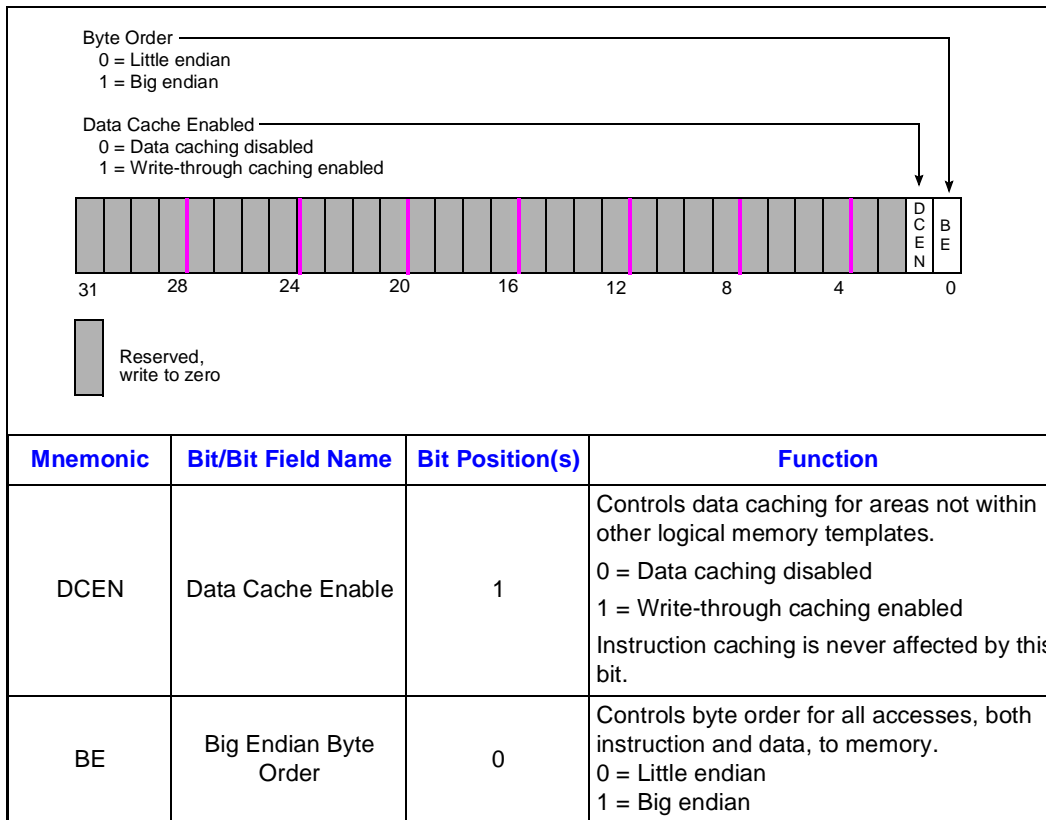 Byte Order
0 = Little endian
1 = Big endian
Data Cache Enabled
0 = Data caching disabled
1 = Write-through caching enabled
DCEN
BE
31 28 24 20 16 12 8 4 0
Reserved,
write to zero
Mnemonic Bit/Bit Field Name Bit Position(s) Function
DCEN Data Cache Enable 1
Controls data caching for areas not within
other logical memory templates.
0 = Data caching disabled
1 = Write-through caching enabled
Instruction caching is never affected by this
bit.
BE Big Endian Byte
Order 0
Controls byte order for all accesses, both
instruction and data, to memory.
0 = Little endian
1 = Big endian